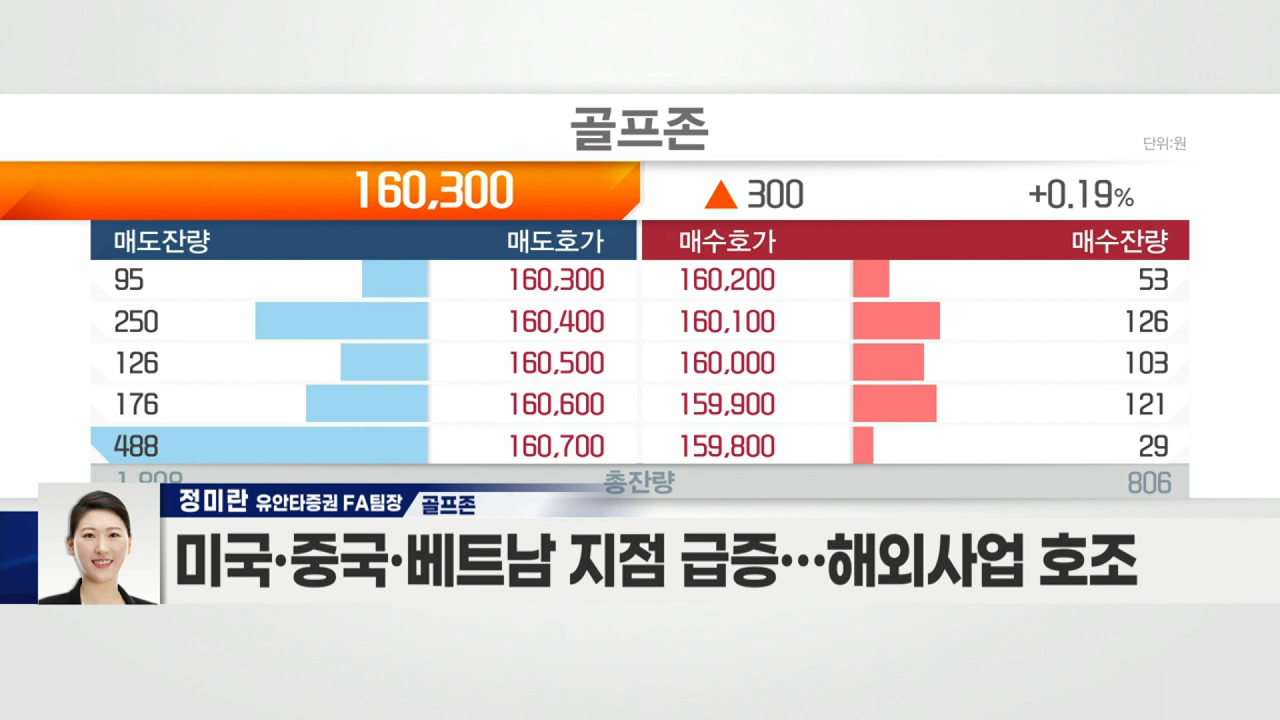 골프존
단위:원
160,300 ▲ 300 +0.19%
매도잔량 매도호가 매수호가 매수잔량
95 160,300 160,200 53
250 160,400 160,100 126
126 160,500 160,000 103
176 160,600 159,900 121
488 160,700 159,800 29
총잔량 806
정미란 유안타증권 FA팀장 골프존
미국·중국·베트남 지점 급증…해외사업 호조